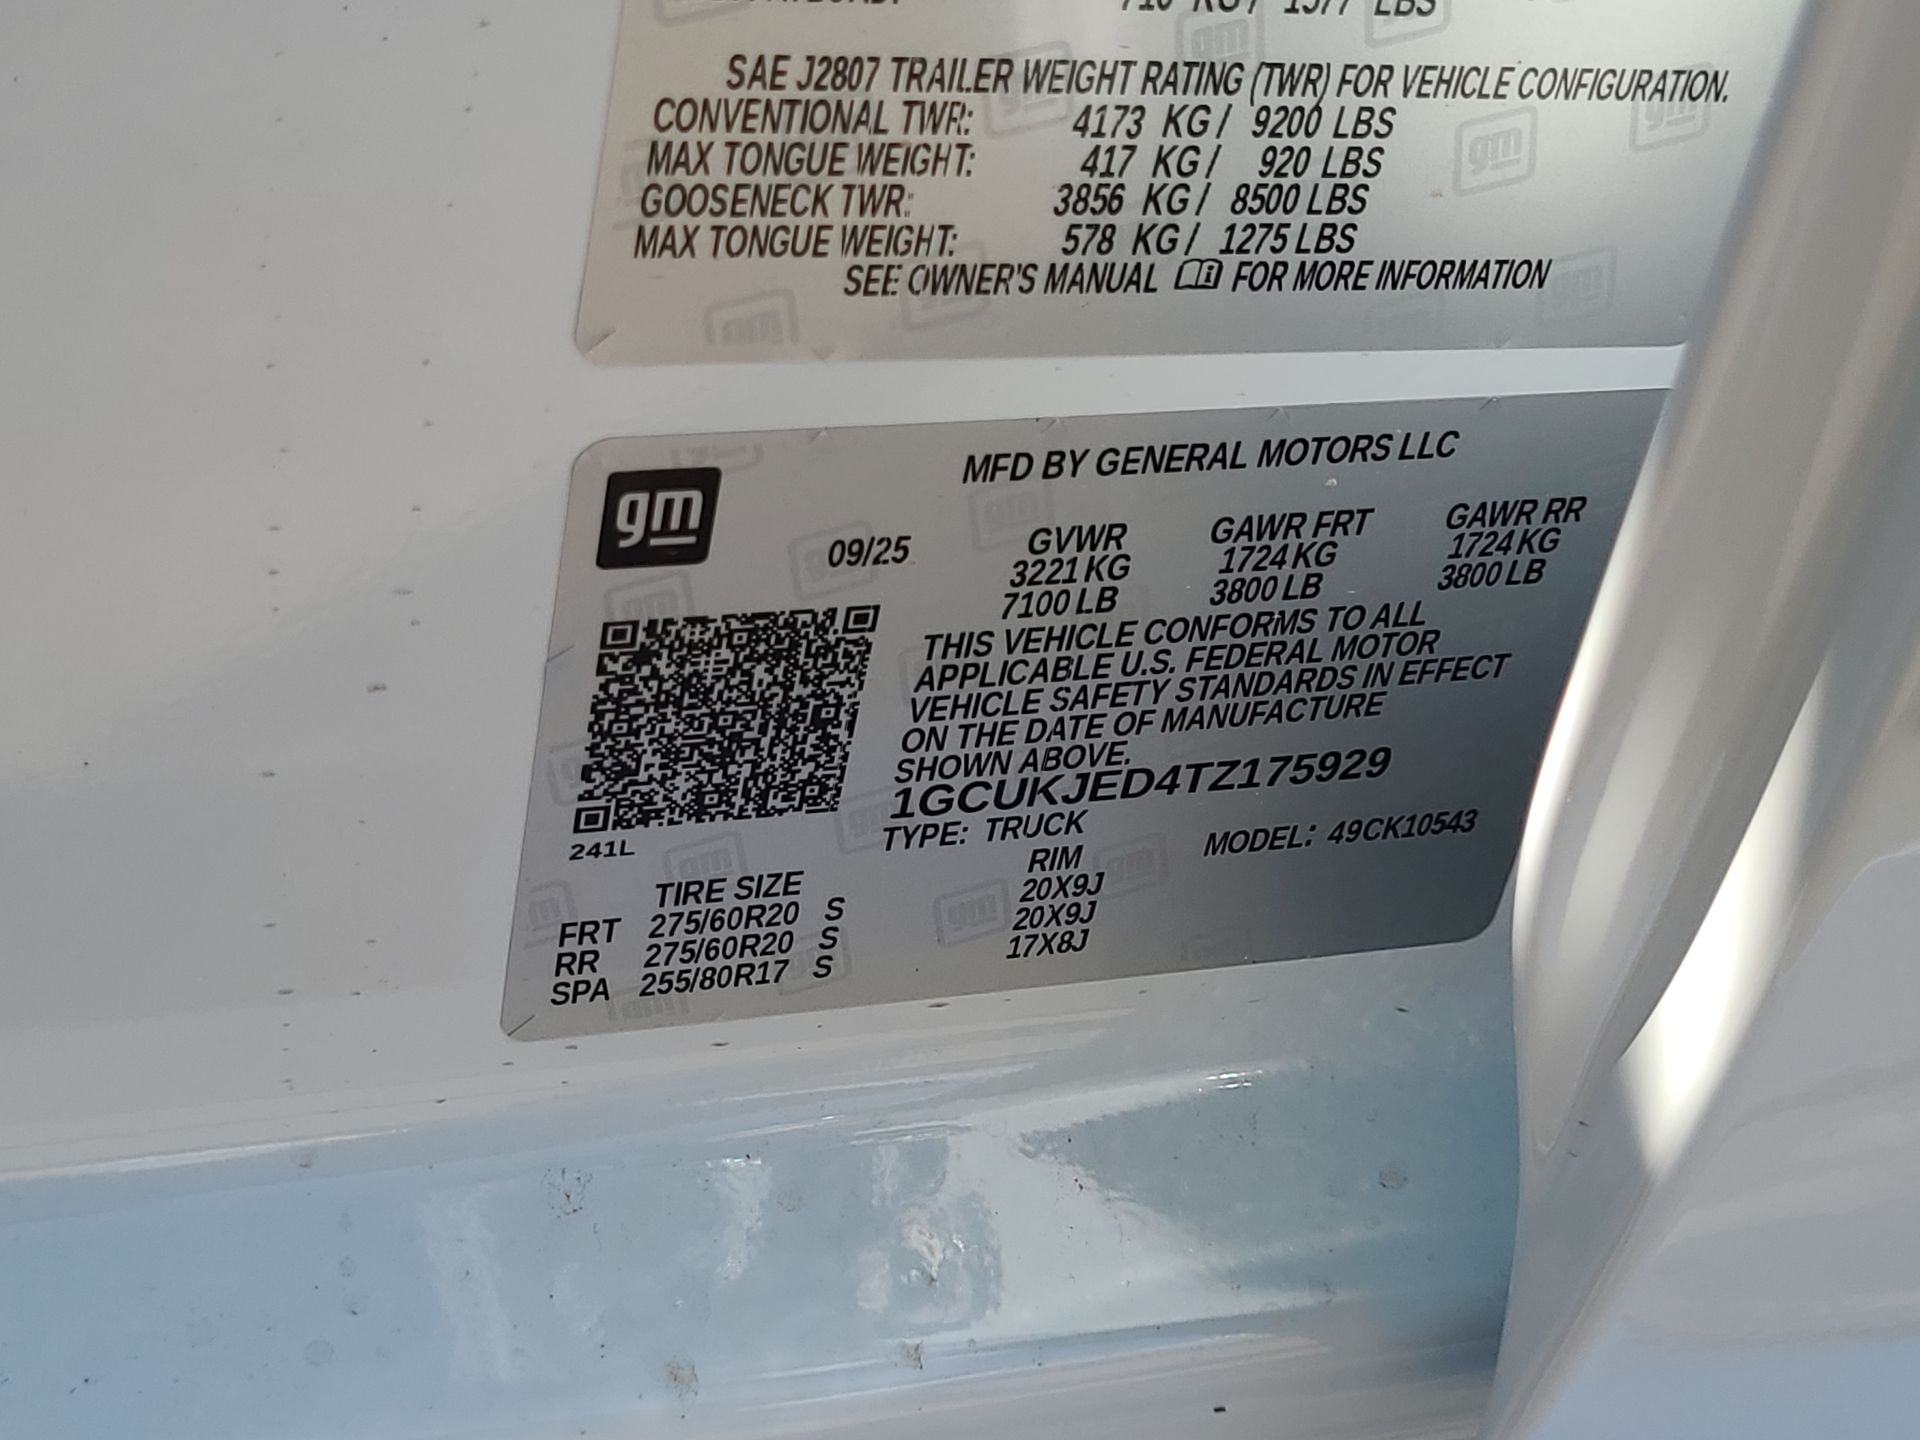 710 KG / 1577 LBS
SAE J2807 TRAILER WEIGHT RATING (TWR) FOR VEHICLE CONFIGURATION.
CONVENTIONAL TWR: 4173 KG / 9200 LBS
MAX TONGUE WEIGHT: 417 KG / 920 LBS
GOOSENECK TWR: 3856 KG / 8500 LBS
MAX TONGUE WEIGHT: 578 KG / 1275 LBS
SEE OWNER'S MANUAL FOR MORE INFORMATION
gm
MFD BY GENERAL MOTORS LLC
09/25 GVWR GAWR FRT GAWR RR
3221 KG 1724 KG 1724 KG
7100 LB 3800 LB 3800 LB
THIS VEHICLE CONFORMS TO ALL
APPLICABLE U.S. FEDERAL MOTOR
VEHICLE SAFETY STANDARDS IN EFFECT
ON THE DATE OF MANUFACTURE
SHOWN ABOVE.
1GCUKJED4TZ175929
TYPE: TRUCK MODEL: 49CK10543
241L
TIRE SIZE RIM
FRT 275/60R20 S 20X9J
RR 275/60R20 S 20X9J
SPA 255/80R17 S 17X8J